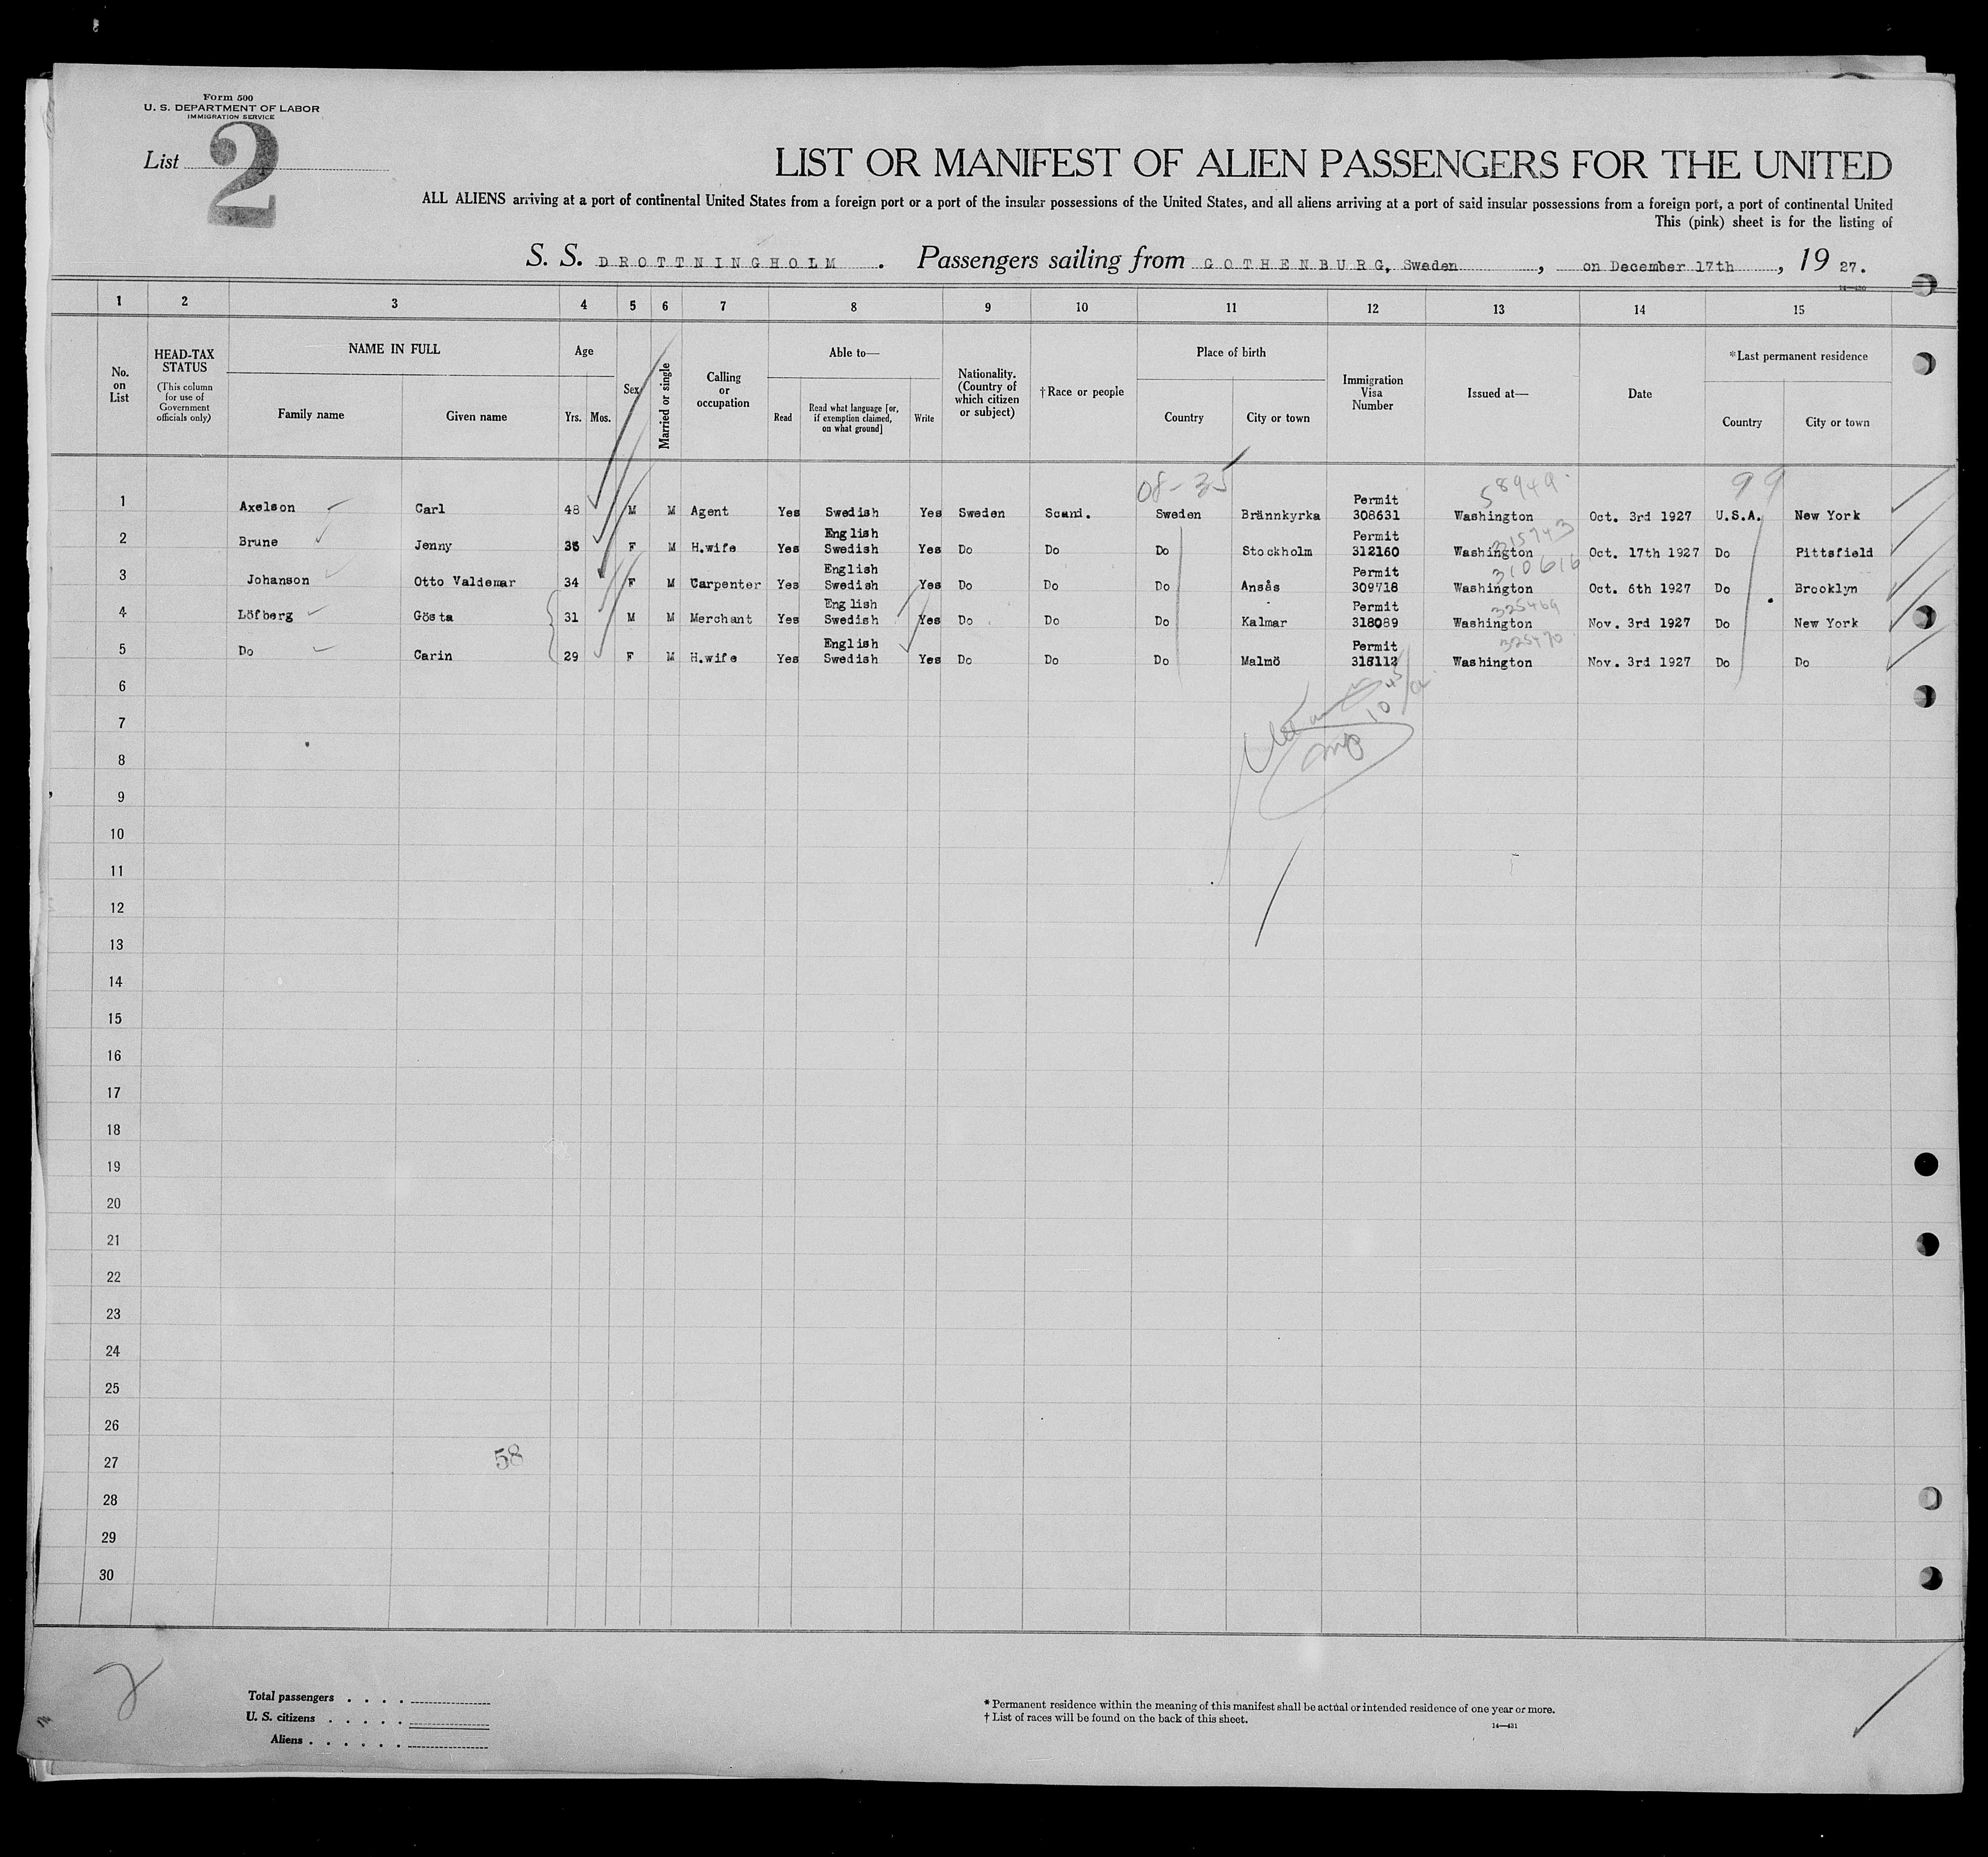 Form 500
U. S. DEPARTMENT OF LABOR
IMMIGRATION SERVICE
List 2
LIST OR MANIFEST OF ALIEN PASSENGERS FOR THE UNITED
ALL ALIENS arriving at a port of continental United States from a foreign port or a port of the insular possessions of the United States, and all aliens arriving at a port of said insular possessions from a foreign port, a port of continental United
This (pink) sheet is for the listing of
S. S. DROTTNINGHOLM . Passengers sailing from GOTHENBURG, Sweden , on December 17th , 19 27.
14—430
1 2 3 4 5 6 7 8 9 10 11 12 13 14 15
No. on List
HEAD-TAX STATUS (This column for use of Government officials only)
NAME IN FULL
Family name Given name
Age
Yrs. Mos.
Sex
Married or single
Calling or occupation
Able to—
Read Read what language [or, if exemption claimed, on what ground] Write
Nationality. (Country of which citizen or subject)
†Race or people
Place of birth
Country City or town
Immigration Visa Number
Issued at—
Date
*Last permanent residence
Country City or town
08-35 58949 99
Permit
1 Axelson Carl 48 M M Agent Yes Swedish Yes Sweden Scand. Sweden Brännkyrka 308631 Washington Oct. 3rd 1927 U.S.A. New York
English Permit 315743
2 Brune Jenny F M H.wife Yes Swedish Yes Do Do Do Stockholm 312160 Washington Oct. 17th 1927 Do Pittsfield
English Permit 310616
3 Johanson Otto Valdemar 34 F M Carpenter Yes Swedish Yes Do Do Do Ansås 309718 Washington Oct. 6th 1927 Do Brooklyn
English Permit 325469
4 Löfberg Gösta 31 M M Merchant Yes Swedish Yes Do Do Do Kalmar 318089 Washington Nov. 3rd 1927 Do New York
English Permit 325470
5 Do Carin 29 F M H.wife Yes Swedish Yes Do Do Do Malmö Washington Nov. 3rd 1927 Do Do
6
7
8
9
10
11
12
13
14
15
16
17
18
19
20
21
22
23
24
25
26
27 58
28
29
30
2
Total passengers . . . .
U. S. citizens . . . . .
Aliens . . . . . .
* Permanent residence within the meaning of this manifest shall be actual or intended residence of one year or more.
† List of races will be found on the back of this sheet.
14—431